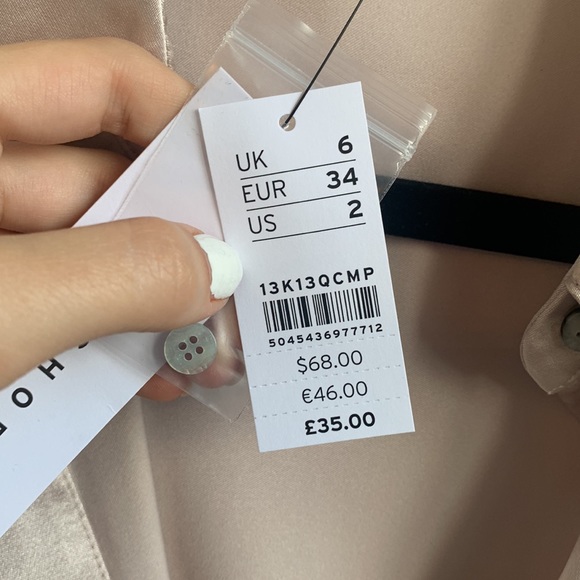 UK 6
EUR 34
US 2
13K13QCMP
5045436977712
$68.00
€46.00
£35.00